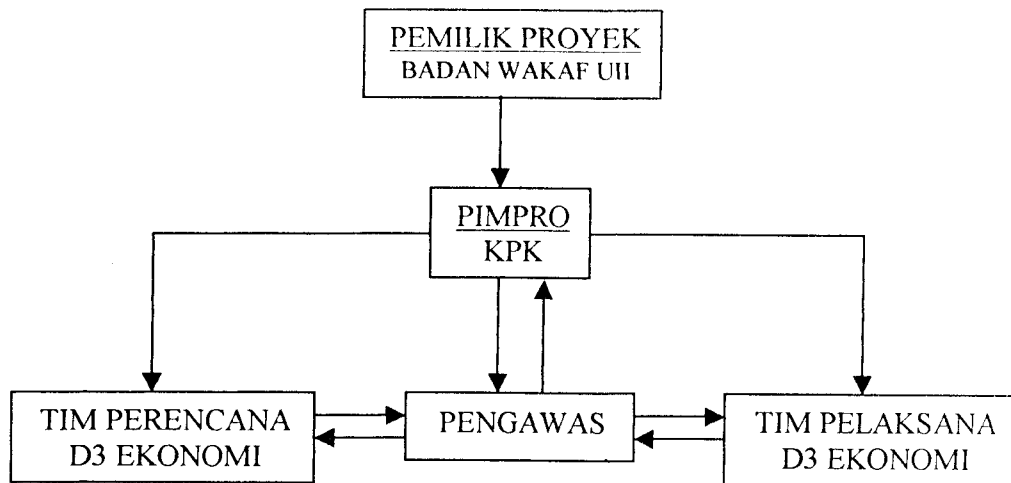 PEMILIK PROYEK
BADAN WAKAF UII
PIMPRO
KPK
TIM PERENCANA
D3 EKONOMI
PENGAWAS
TIM PELAKSANA
D3 EKONOMI